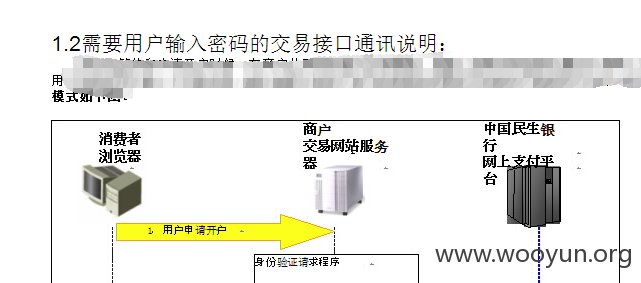 1.2需要用户输入密码的交易接口通讯说明：
用
模式如下图：
消费者
浏览器
商户
交易网站服务
器
中国民生银
行
网上支付平
台
1. 用户申请开户
身份验证请求程序
www.wooyun.org